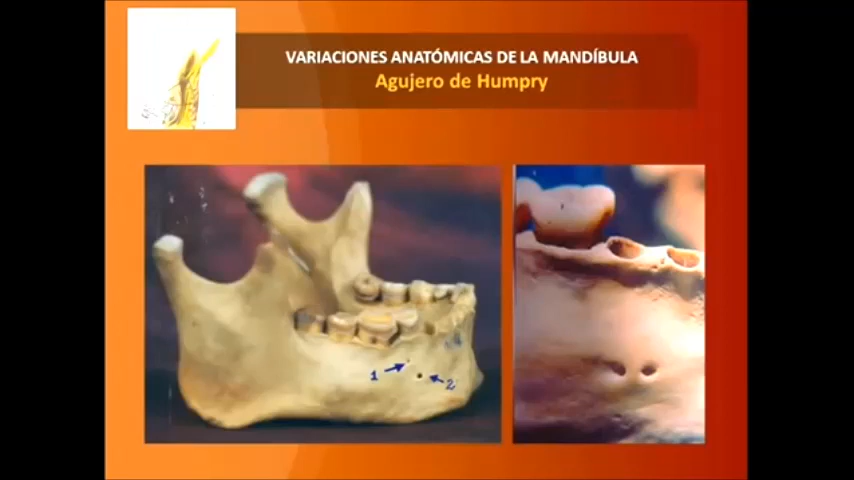 VARIACIONES ANATÓMICAS DE LA MANDÍBULA
Agujero de Humpry
1
2